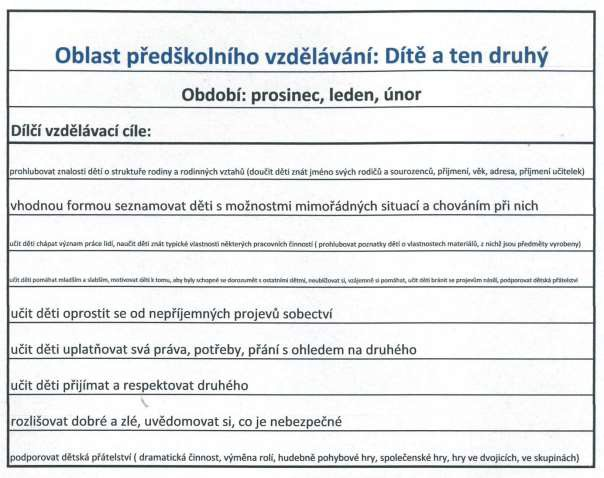 Oblast předškolního vzdělávání: Dítě a ten druhý
Období: prosinec, leden, únor
Dílčí vzdělávací cíle:
prohlubovat znalosti dětí o struktuře rodiny a rodinných vztahů (doučit děti znát jméno svých rodičů a sourozenců, příjmení, věk, adresa, příjmení učitelek)
vhodnou formou seznamovat děti s možnostmi mimořádných situací a chováním při nich
učit děti chápat význam práce lidí, naučit děti znát typické vlastnosti některých pracovních činností ( prohlubovat poznatky dětí o vlastnostech materiálů, z nichž jsou předměty vyrobeny)
učit děti pomáhat mladším a slabším, motivovat děti k tomu, aby byly schopné se dorozumět s ostatními dětmi, neubližovat si, vzájemně si pomáhat, učit děti bránit se projevům násilí, podporovat dětská přátelství
učit děti oprostit se od nepříjemných projevů sobectví
učit děti uplatňovat svá práva, potřeby, přání s ohledem na druhého
učit děti přijímat a respektovat druhého
rozlišovat dobré a zlé, uvědomovat si, co je nebezpečné
podporovat dětská přátelství ( dramatická činnost, výměna rolí, hudebně pohybové hry, společenské hry, hry ve dvojicích, ve skupinách)